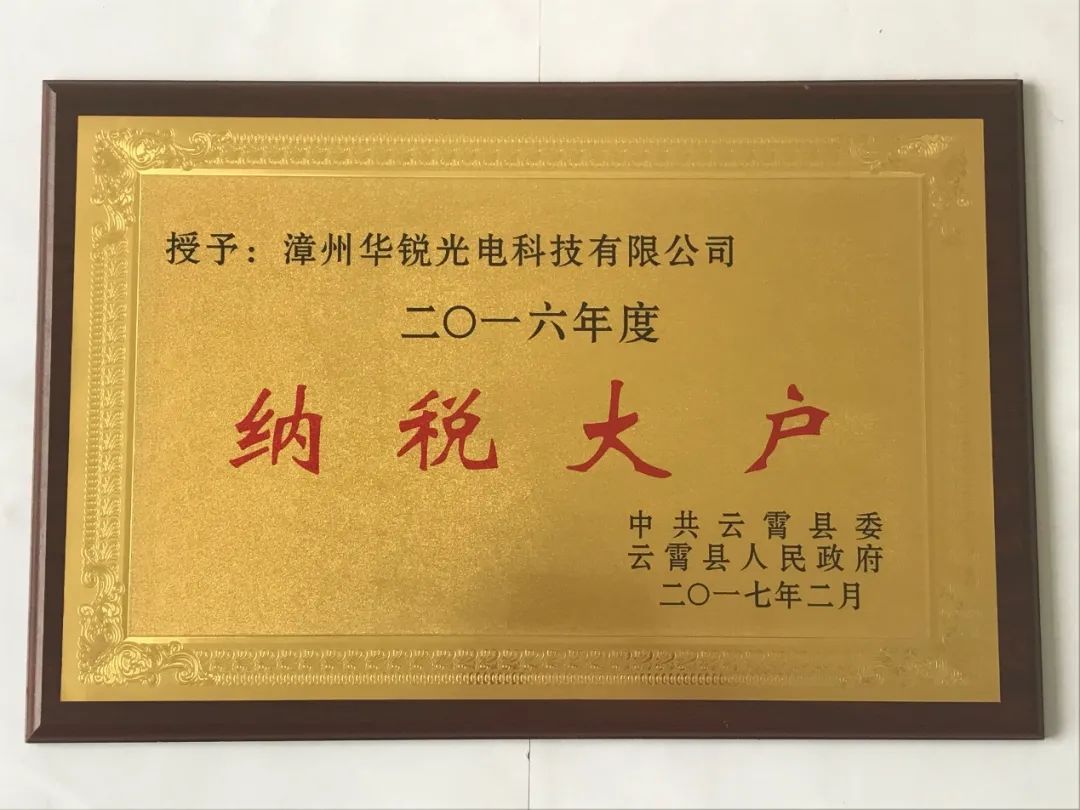 授予：漳州华锐光电科技有限公司
二〇一六年度
纳税大户
中共云霄县委
云霄县人民政府
二〇一七年二月